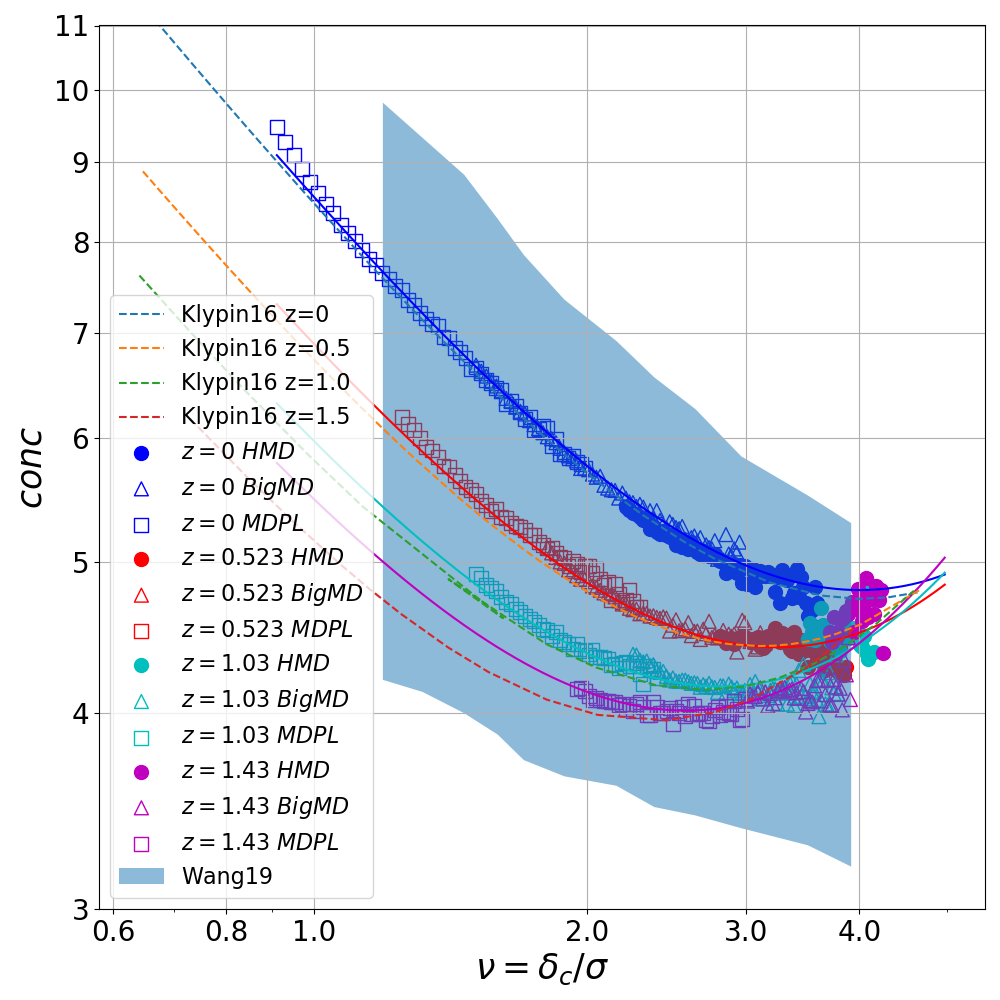 11
10
9
8
7
6
5
4
3
conc
Klypin16 z=0
Klypin16 z=0.5
Klypin16 z=1.0
Klypin16 z=1.5
z = 0 HMD
z = 0 BigMD
z = 0 MDPL
z = 0.523 HMD
z = 0.523 BigMD
z = 0.523 MDPL
z = 1.03 HMD
z = 1.03 BigMD
z = 1.03 MDPL
z = 1.43 HMD
z = 1.43 BigMD
z = 1.43 MDPL
Wang19
0.6 0.8 1.0 2.0 3.0 4.0
ν = δ_c/σ